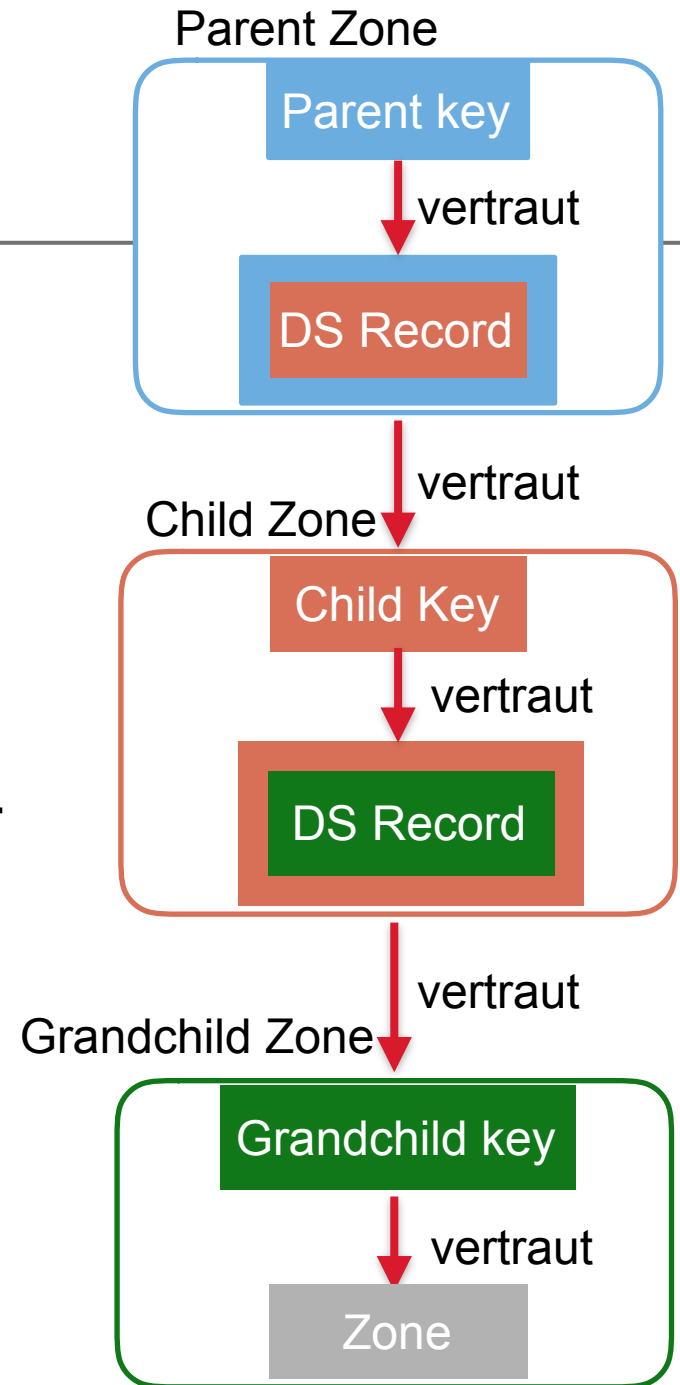 Parent Zone
Parent key
vertraut
DS Record
vertraut
Child Zone
Child Key
vertraut
DS Record
vertraut
Grandchild Zone
Grandchild key
vertraut
Zone